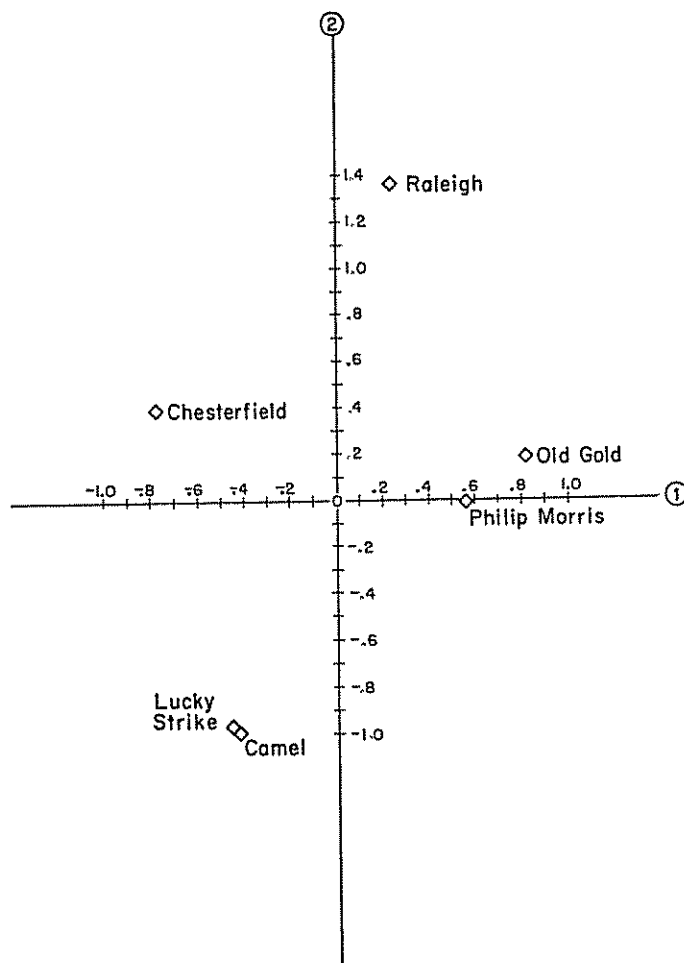 ②
1.4
Raleigh
1.2
1.0
.8
.6
Chesterfield
.4
.2
Old Gold
-1.0 -.8 -.6 -.4 -.2 0 .2 .4 .6 .8 1.0 ①
Philip Morris
-.2
-.4
-.6
-.8
Lucky
Strike
-1.0
Camel